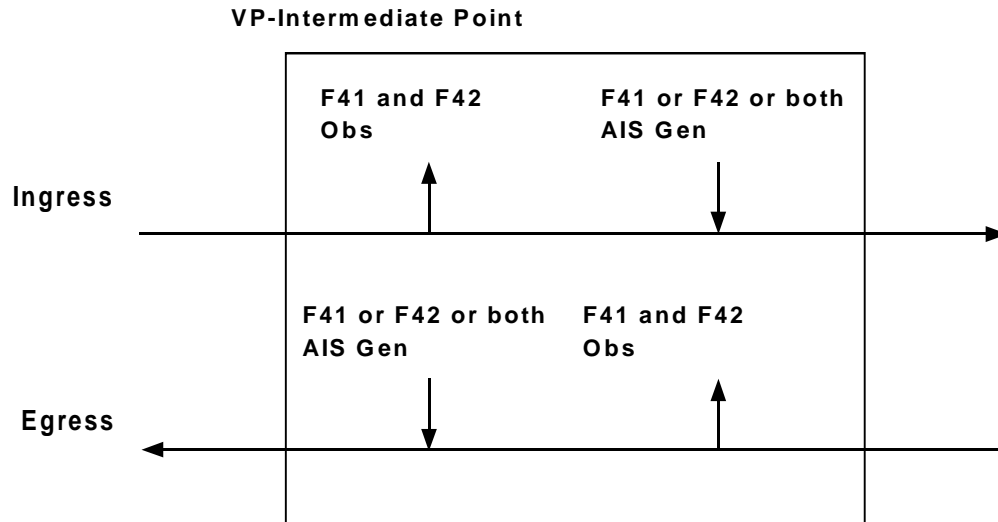 VP-Intermediate Point
F41 and F42
Obs
F41 or F42 or both
AIS Gen
Ingress
F41 or F42 or both
AIS Gen
F41 and F42
Obs
Egress